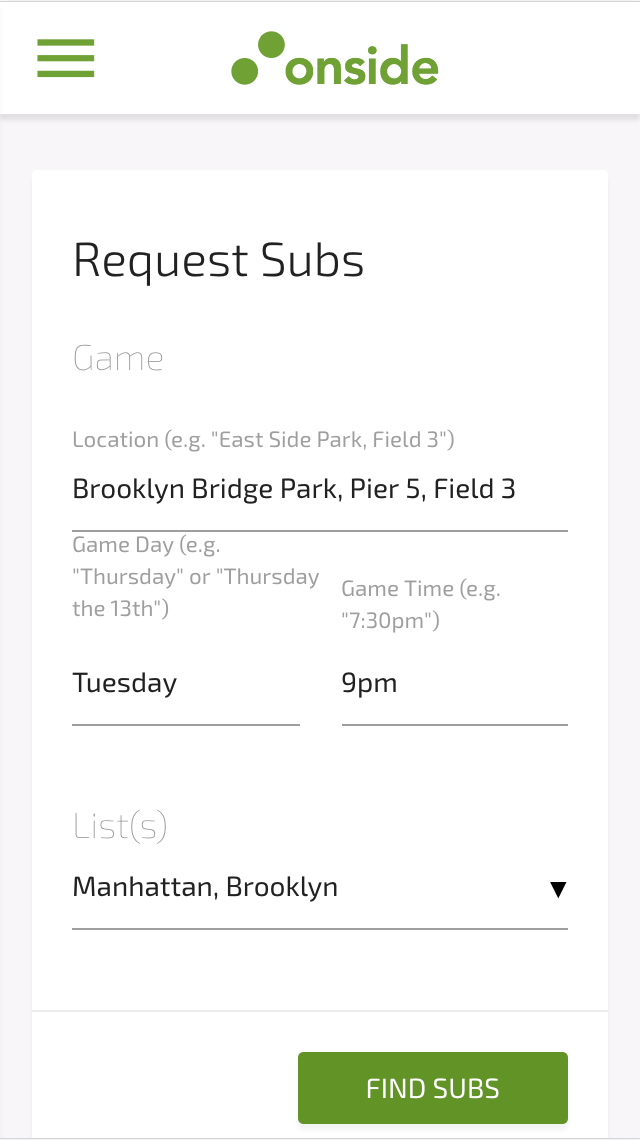 onside
Request Subs
Game
Location (e.g. "East Side Park, Field 3")
Brooklyn Bridge Park, Pier 5, Field 3
Game Day (e.g.
"Thursday" or "Thursday
the 13th")
Game Time (e.g.
"7:30pm")
Tuesday
9pm
List(s)
Manhattan, Brooklyn
FIND SUBS